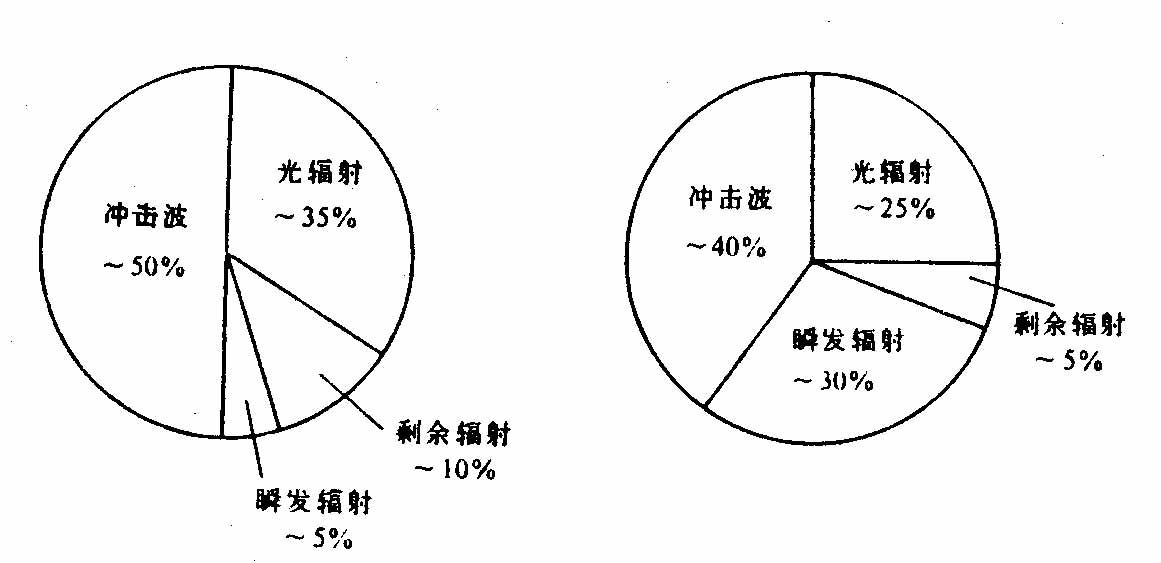 光辐射
~35%
冲击波
~50%
剩余辐射
~10%
瞬发辐射
~5%
光辐射
~25%
冲击波
~40%
剩余辐射
~5%
瞬发辐射
~30%